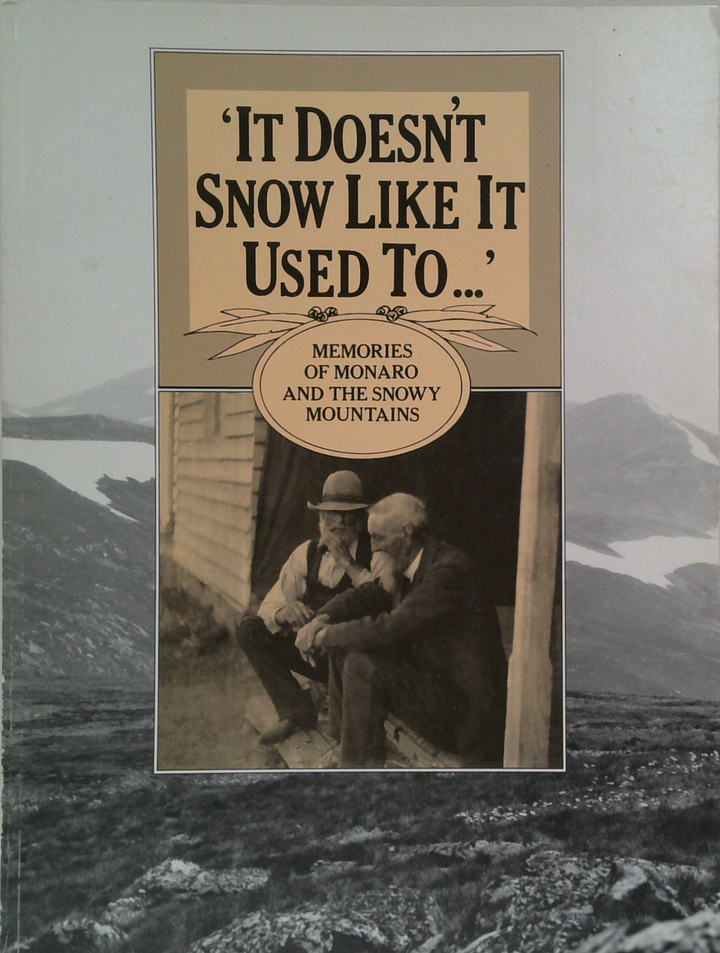 ‘IT DOESN’T
SNOW LIKE IT
USED TO...’
MEMORIES
OF MONARO
AND THE SNOWY
MOUNTAINS